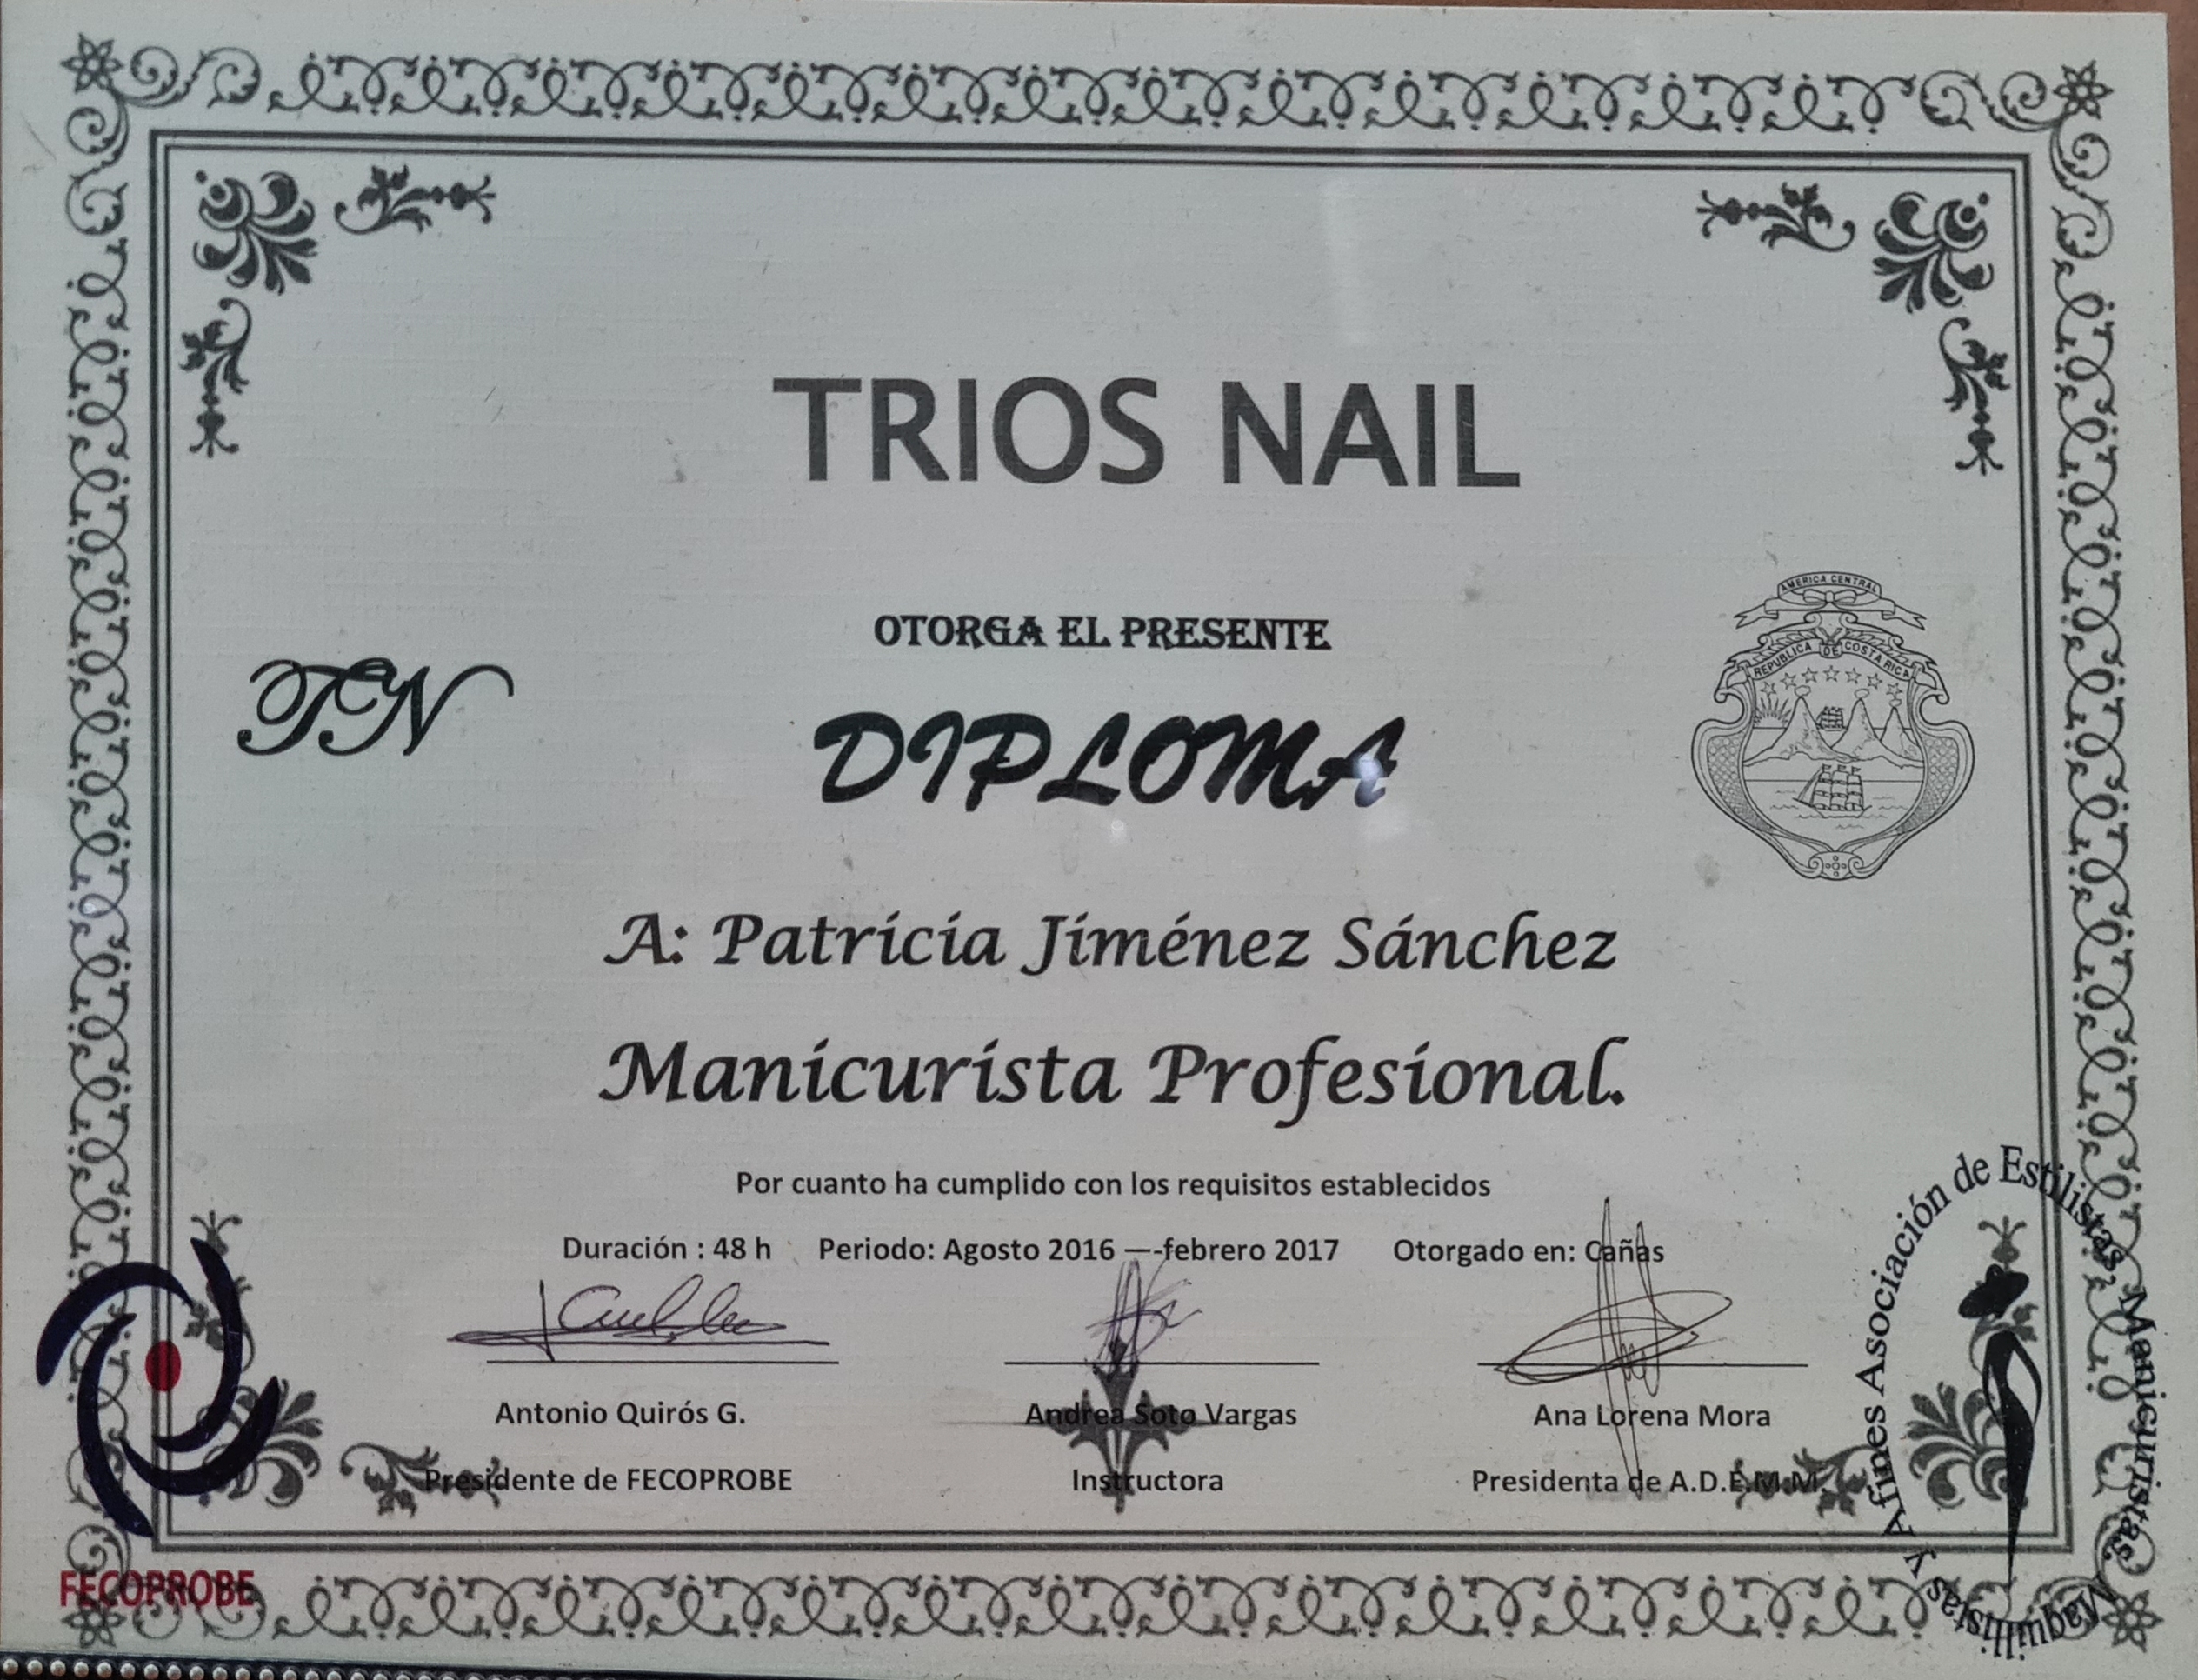 TRIOS NAIL
OTORGA EL PRESENTE
TN
DIPLOMA
AMERICA CENTRAL
REPUBLICA DE COSTA RICA
A: Patricia Jiménez Sánchez
Manicurista Profesional.
Por cuanto ha cumplido con los requisitos establecidos
Duración : 48 h Periodo: Agosto 2016 —-febrero 2017 Otorgado en: Cañas
Antonio Quirós G. Andrea Soto Vargas Ana Lorena Mora
Presidente de FECOPROBE Instructora Presidenta de A.D.E.M.M.
FECOPROBE
Asociación de Estilistas, Manicuristas, Maquillistas y Afines